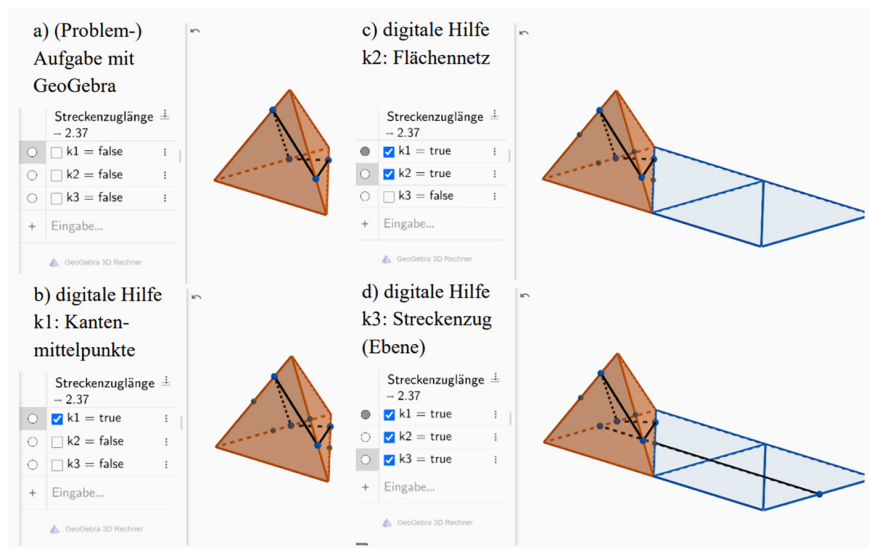 a) (Problem-)
Aufgabe mit
GeoGebra
Streckenzuglänge
→ 2.37
k1 = false
k2 = false
k3 = false
+ Eingabe...
GeoGebra 3D Rechner
b) digitale Hilfe
k1: Kanten-
mittelpunkte
Streckenzuglänge
→ 2.37
k1 = true
k2 = false
k3 = false
+ Eingabe...
GeoGebra 3D Rechner
c) digitale Hilfe
k2: Flächennetz
Streckenzuglänge
→ 2.37
k1 = true
k2 = true
k3 = false
+ Eingabe...
GeoGebra 3D Rechner
d) digitale Hilfe
k3: Streckenzug
(Ebene)
Streckenzuglänge
→ 2.37
k1 = true
k2 = true
k3 = true
+ Eingabe...
GeoGebra 3D Rechner